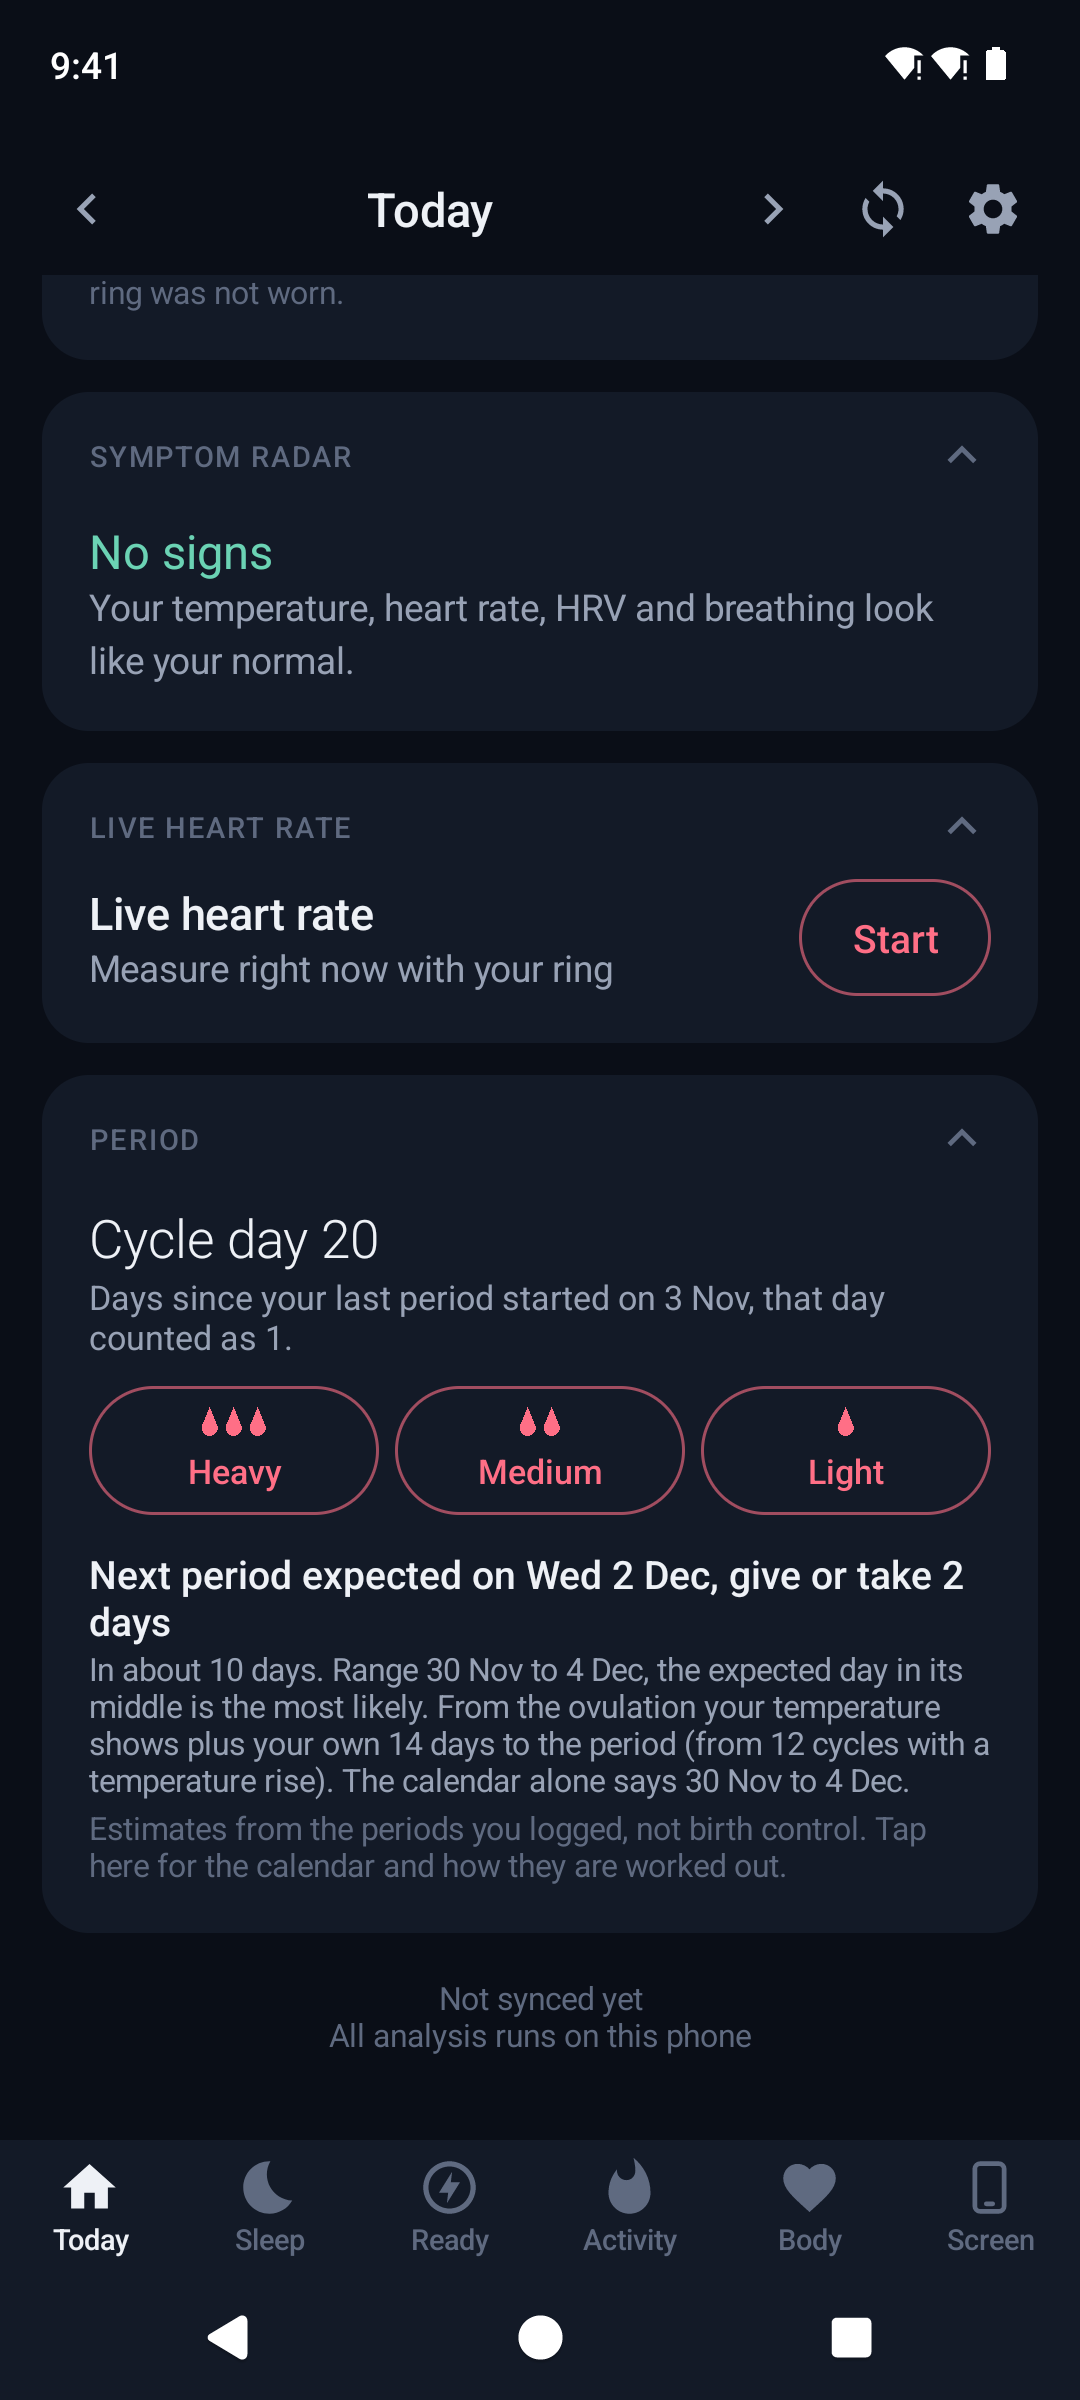 9:41
Today
ring was not worn.
SYMPTOM RADAR
No signs
Your temperature, heart rate, HRV and breathing look
like your normal.
LIVE HEART RATE
Live heart rate
Measure right now with your ring
Start
PERIOD
Cycle day 20
Days since your last period started on 3 Nov, that day
counted as 1.
Heavy
Medium
Light
Next period expected on Wed 2 Dec, give or take 2
days
In about 10 days. Range 30 Nov to 4 Dec, the expected day in its
middle is the most likely. From the ovulation your temperature
shows plus your own 14 days to the period (from 12 cycles with a
temperature rise). The calendar alone says 30 Nov to 4 Dec.
Estimates from the periods you logged, not birth control. Tap
here for the calendar and how they are worked out.
Not synced yet
All analysis runs on this phone
Today
Sleep
Ready
Activity
Body
Screen